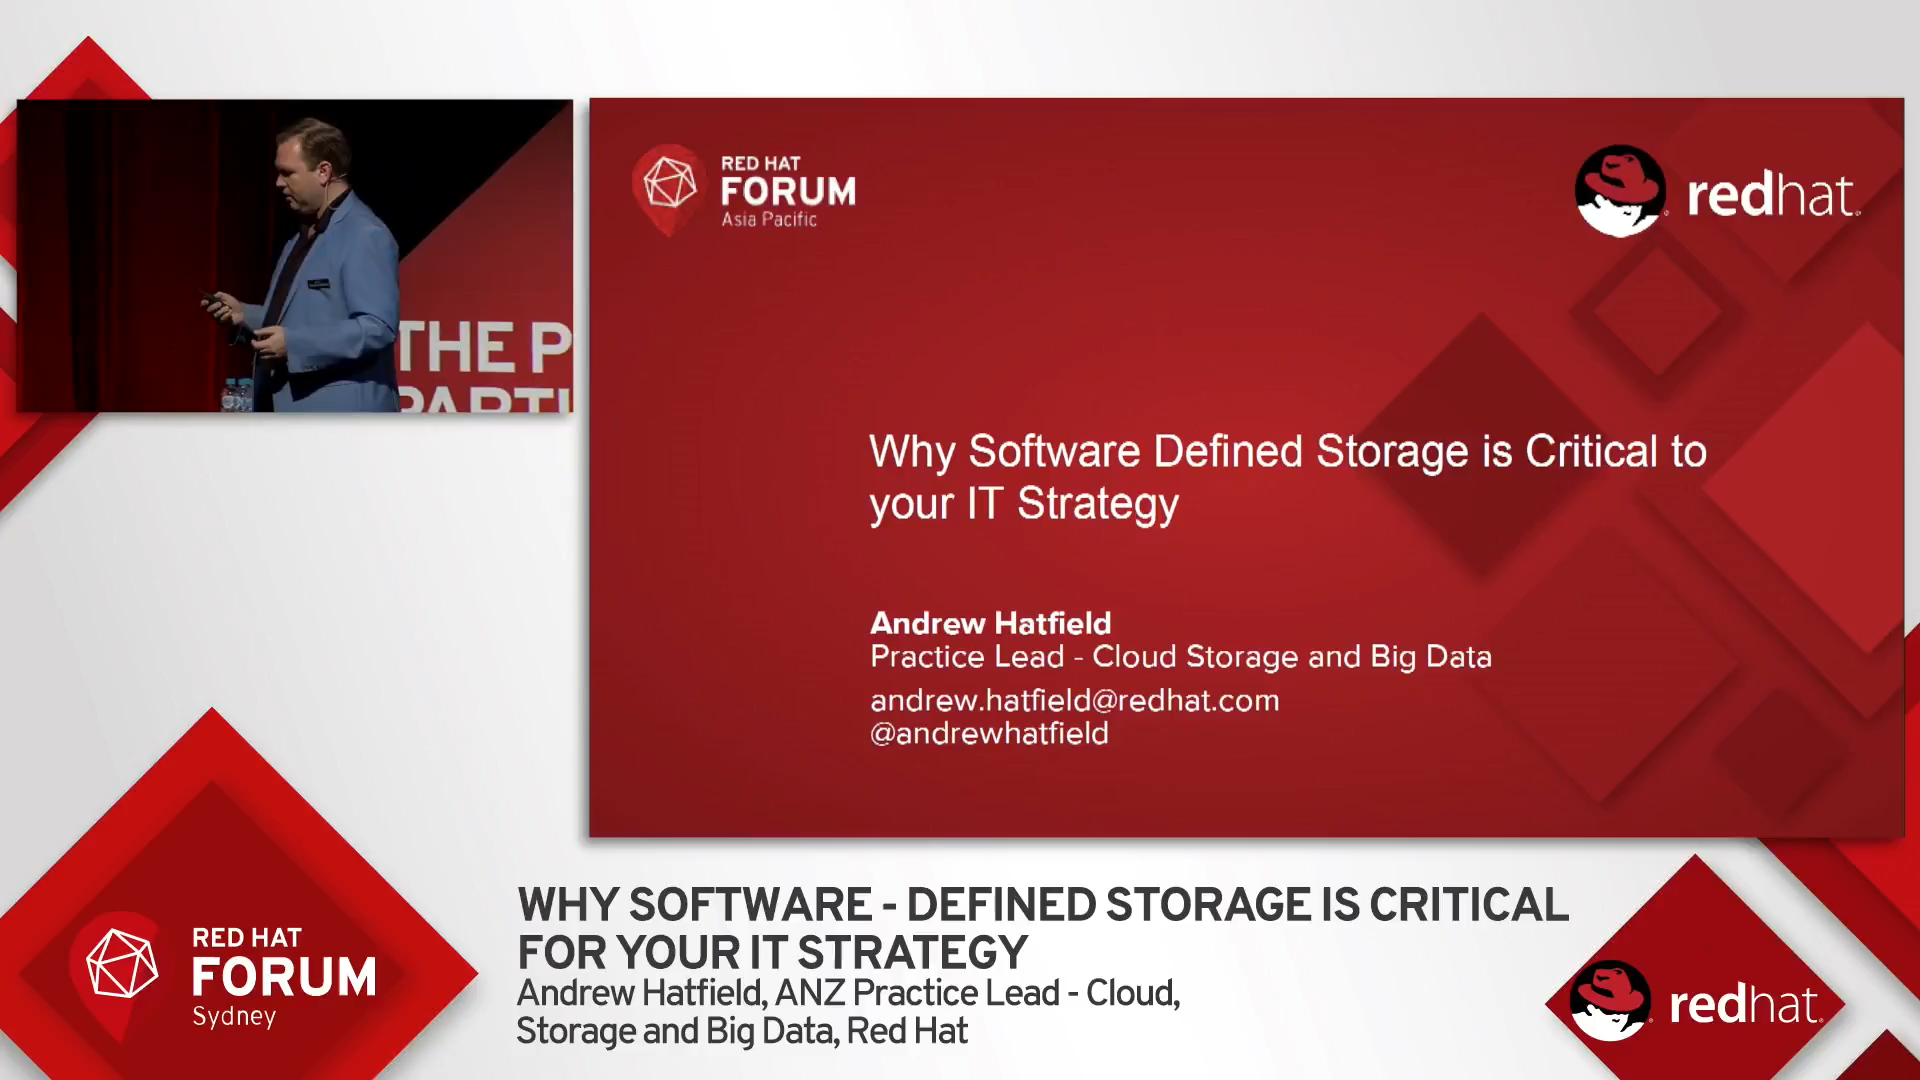 THE P
RED HAT
FORUM
Asia Pacific
redhat.
Why Software Defined Storage is Critical to
your IT Strategy
Andrew Hatfield
Practice Lead - Cloud Storage and Big Data
andrew.hatfield@redhat.com
@andrewhatfield
WHY SOFTWARE - DEFINED STORAGE IS CRITICAL
FOR YOUR IT STRATEGY
Andrew Hatfield, ANZ Practice Lead - Cloud,
Storage and Big Data, Red Hat
RED HAT
FORUM
Sydney
redhat.